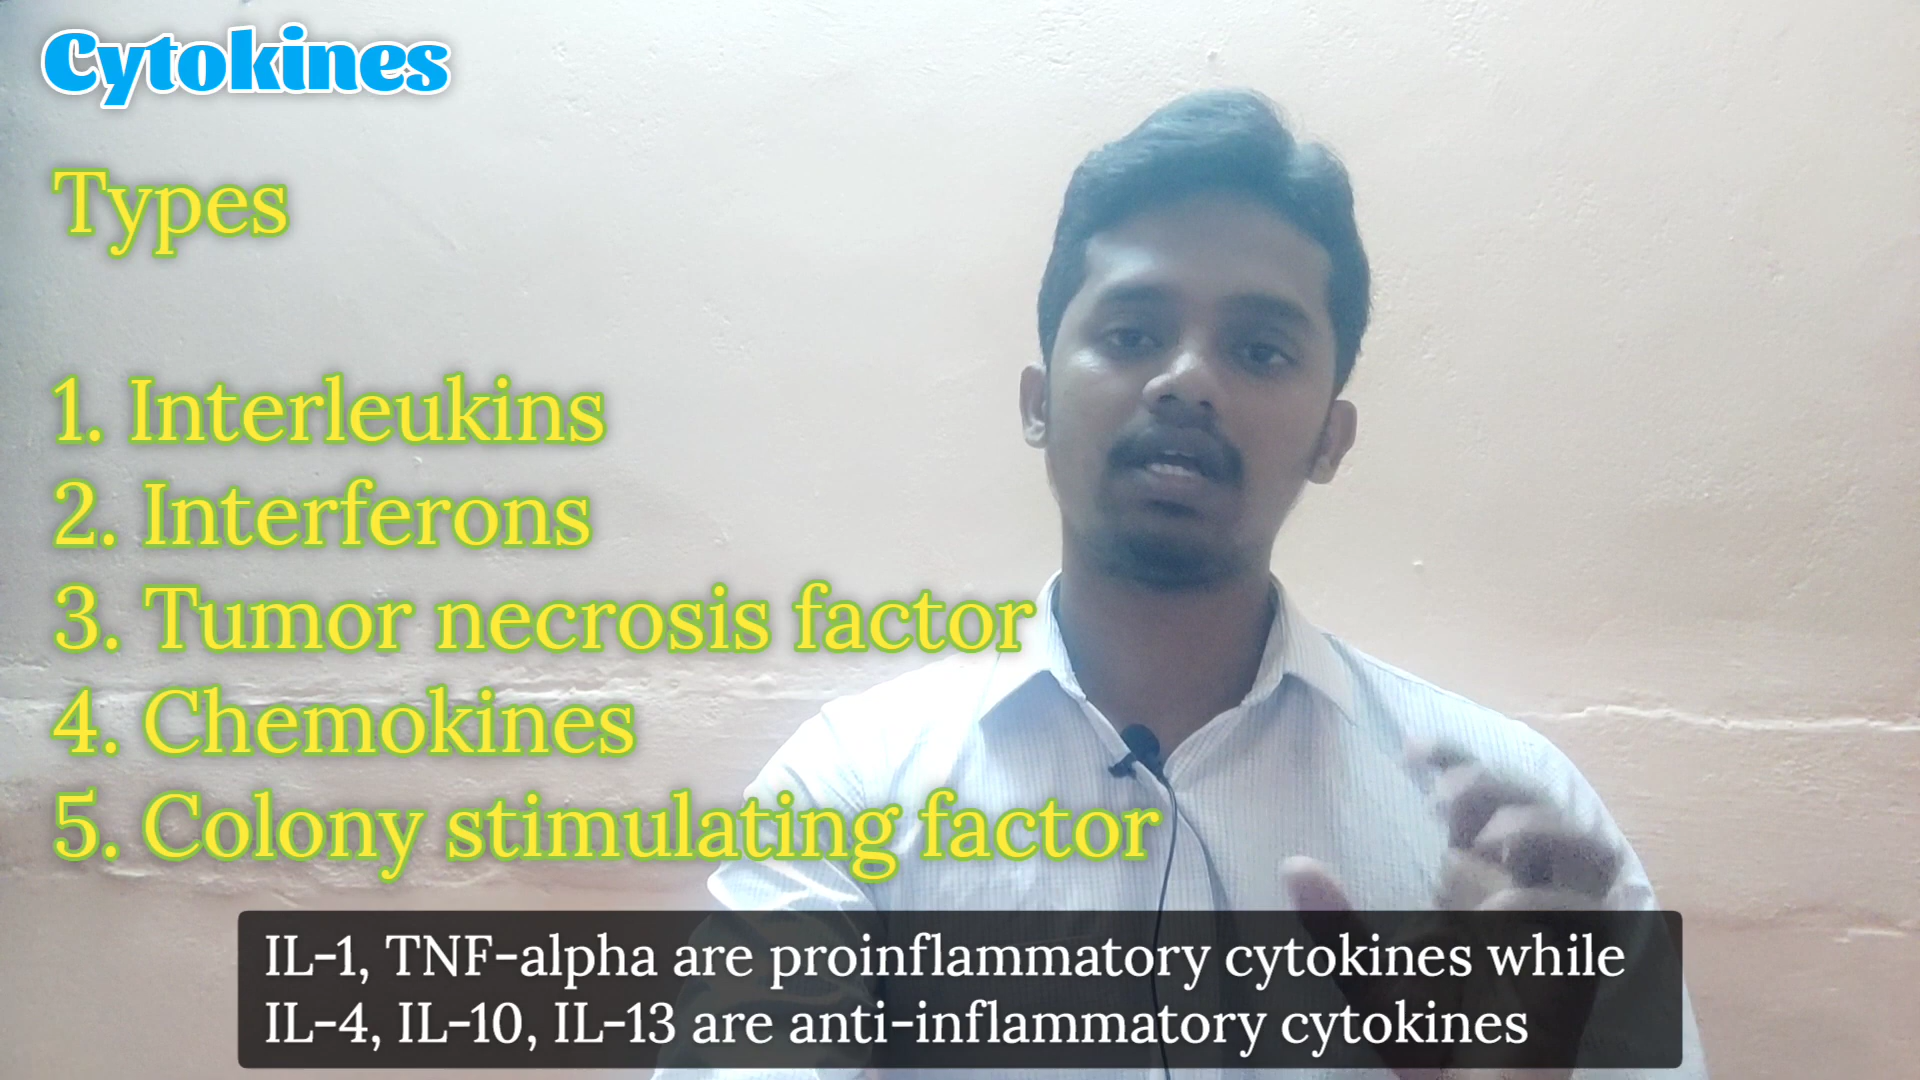 Cytokines
Types
1. Interleukins
2. Interferons
3. Tumor necrosis factor
4. Chemokines
5. Colony stimulating factor
IL-1, TNF-alpha are proinflammatory cytokines while
IL-4, IL-10, IL-13 are anti-inflammatory cytokines